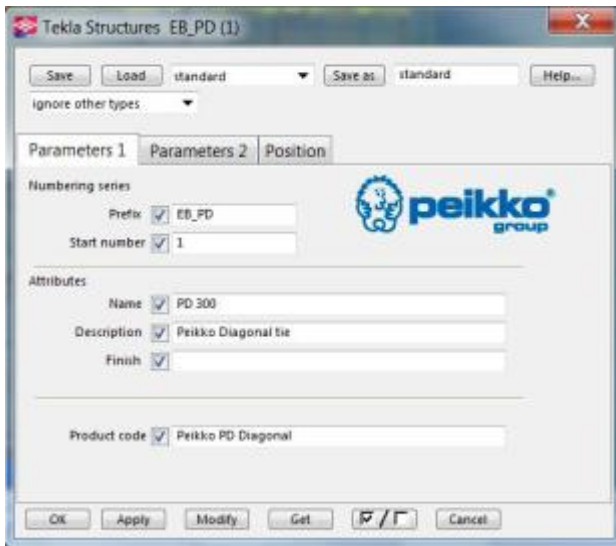 Tekla Structures EB_PD (1)
Save Load standard Save as standard Help...
ignore other types
Parameters 1 Parameters 2 Position
Numbering series
Prefix EB_PD
Start number 1
peikko®
group
Attributes
Name PD 300
Description Peikko Diagonal tie
Finish
Product code Peikko PD Diagonal
OK Apply Modify Get / Cancel